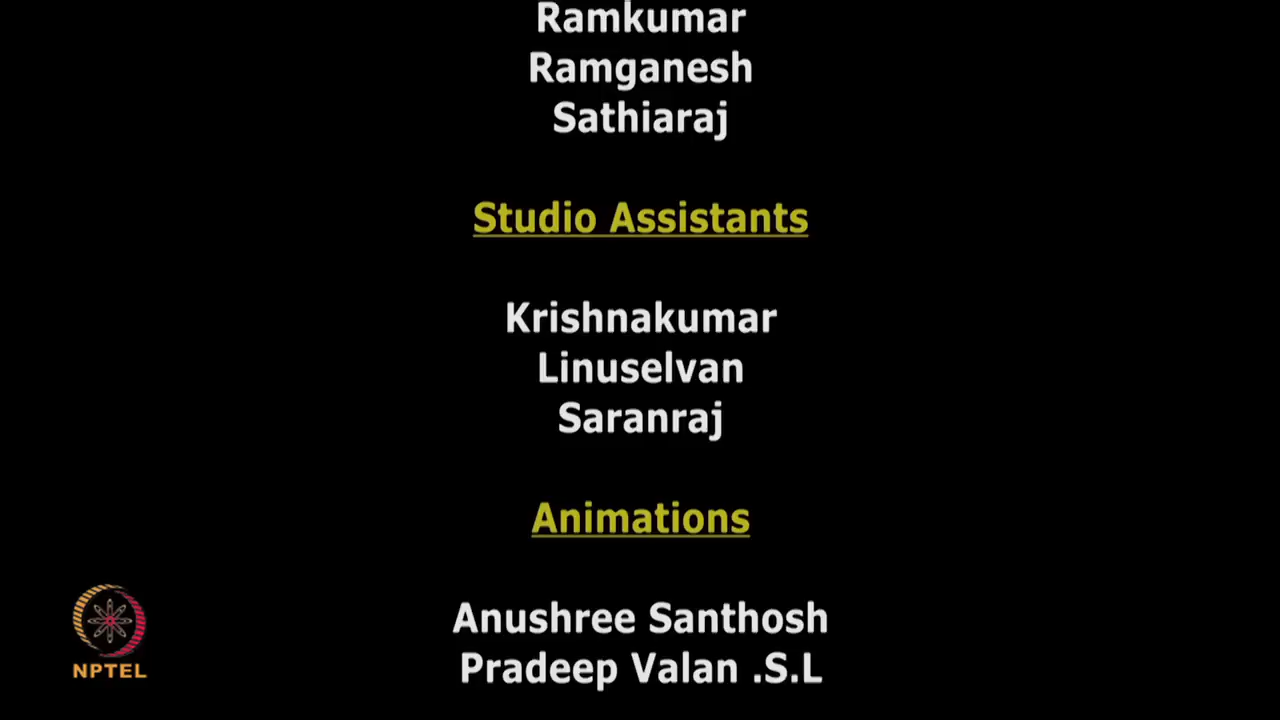 Ramkumar
Ramganesh
Sathiaraj
Studio Assistants
Krishnakumar
Linuselvan
Saranraj
Animations
Anushree Santhosh
Pradeep Valan .S.L
NPTEL